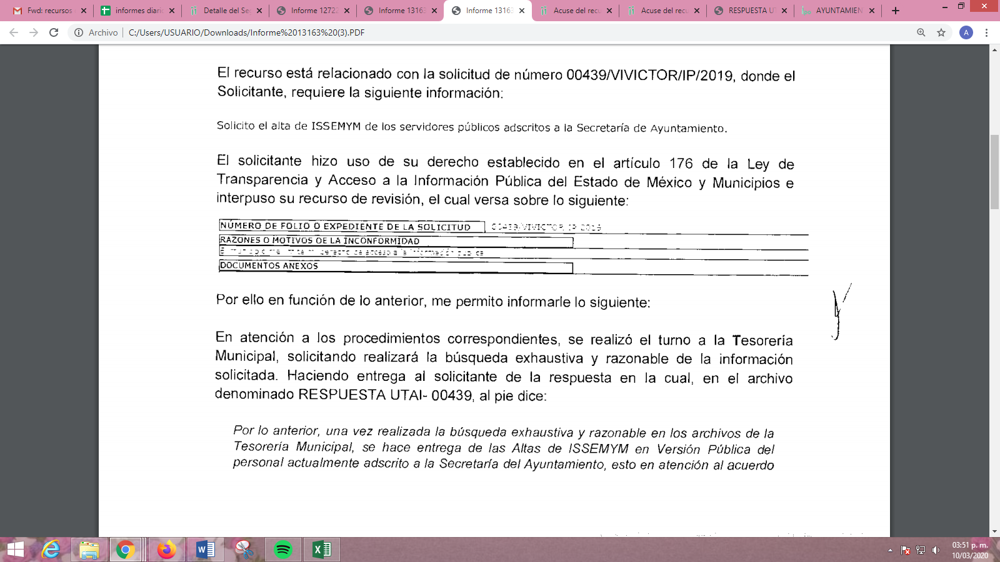 Fwd: recursos
informes diari
Detalle del Se
Informe 1272
Informe 1316
Informe 1316
Acuse del recu
Acuse del recu
RESPUESTA U
AYUNTAMIEN
Archivo
C:/Users/USUARIO/Downloads/Informe%2013163%20(3).PDF
A
El recurso está relacionado con la solicitud de número 00439/VIVICTOR/IP/2019, donde el
Solicitante, requiere la siguiente información:
Solicito el alta de ISSEMYM de los servidores públicos adscritos a la Secretaría de Ayuntamiento.
El solicitante hizo uso de su derecho establecido en el artículo 176 de la Ley de
Transparencia y Acceso a la Información Pública del Estado de México y Municipios e
interpuso su recurso de revisión, el cual versa sobre lo siguiente:
NÚMERO DE FOLIO O EXPEDIENTE DE LA SOLICITUD
RAZONES O MOTIVOS DE LA INCONFORMIDAD
DOCUMENTOS ANEXOS
Por ello en función de lo anterior, me permito informarle lo siguiente:
En atención a los procedimientos correspondientes, se realizó el turno a la Tesorería
Municipal, solicitando realizará la búsqueda exhaustiva y razonable de la información
solicitada. Haciendo entrega al solicitante de la respuesta en la cual, en el archivo
denominado RESPUESTA UTAI- 00439, al pie dice:
Por lo anterior, una vez realizada la búsqueda exhaustiva y razonable en los archivos de la
Tesorería Municipal, se hace entrega de las Altas de ISSEMYM en Versión Pública del
personal actualmente adscrito a la Secretaría del Ayuntamiento, esto en atención al acuerdo
03:51 p. m.
10/03/2020